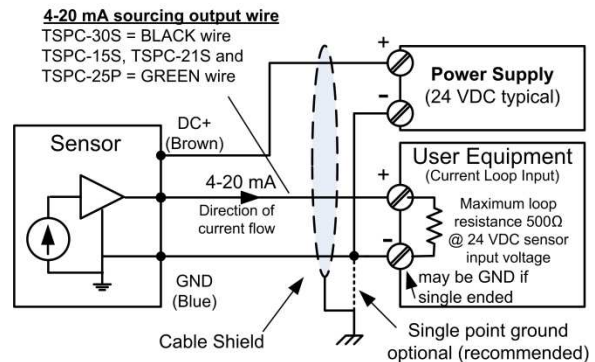 4-20 mA sourcing output wire
TSPC-30S = BLACK wire
TSPC-15S, TSPC-21S and
TSPC-25P = GREEN wire
+
-
Power Supply
(24 VDC typical)
DC+
(Brown)
Sensor
4-20 mA
Direction of
current flow
GND
(Blue)
User Equipment
(Current Loop Input)
+
-
Maximum loop
resistance 500Ω
@ 24 VDC sensor
input voltage
may be GND if
single ended
Cable Shield
Single point ground
optional (recommended)